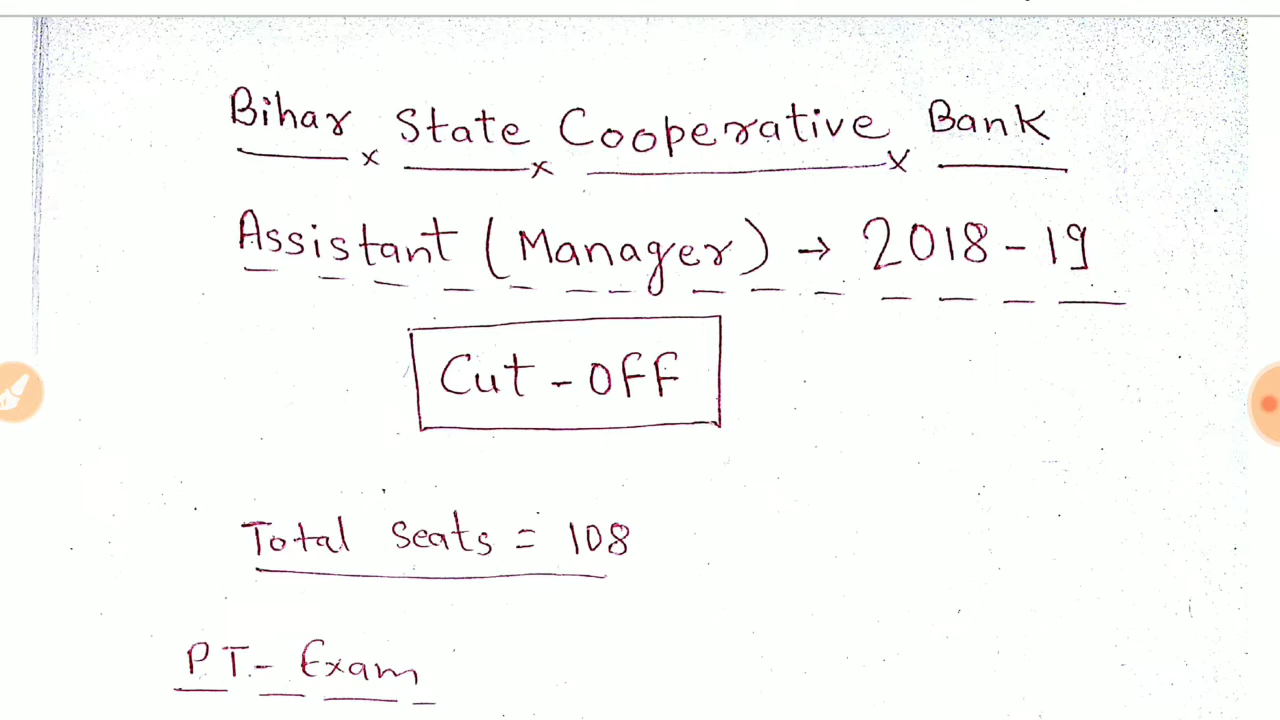 Bihar State Cooperative Bank
Assistant (Manager) → 2018-19
Cut-OFF
Total Seats = 108
PT.- Exam